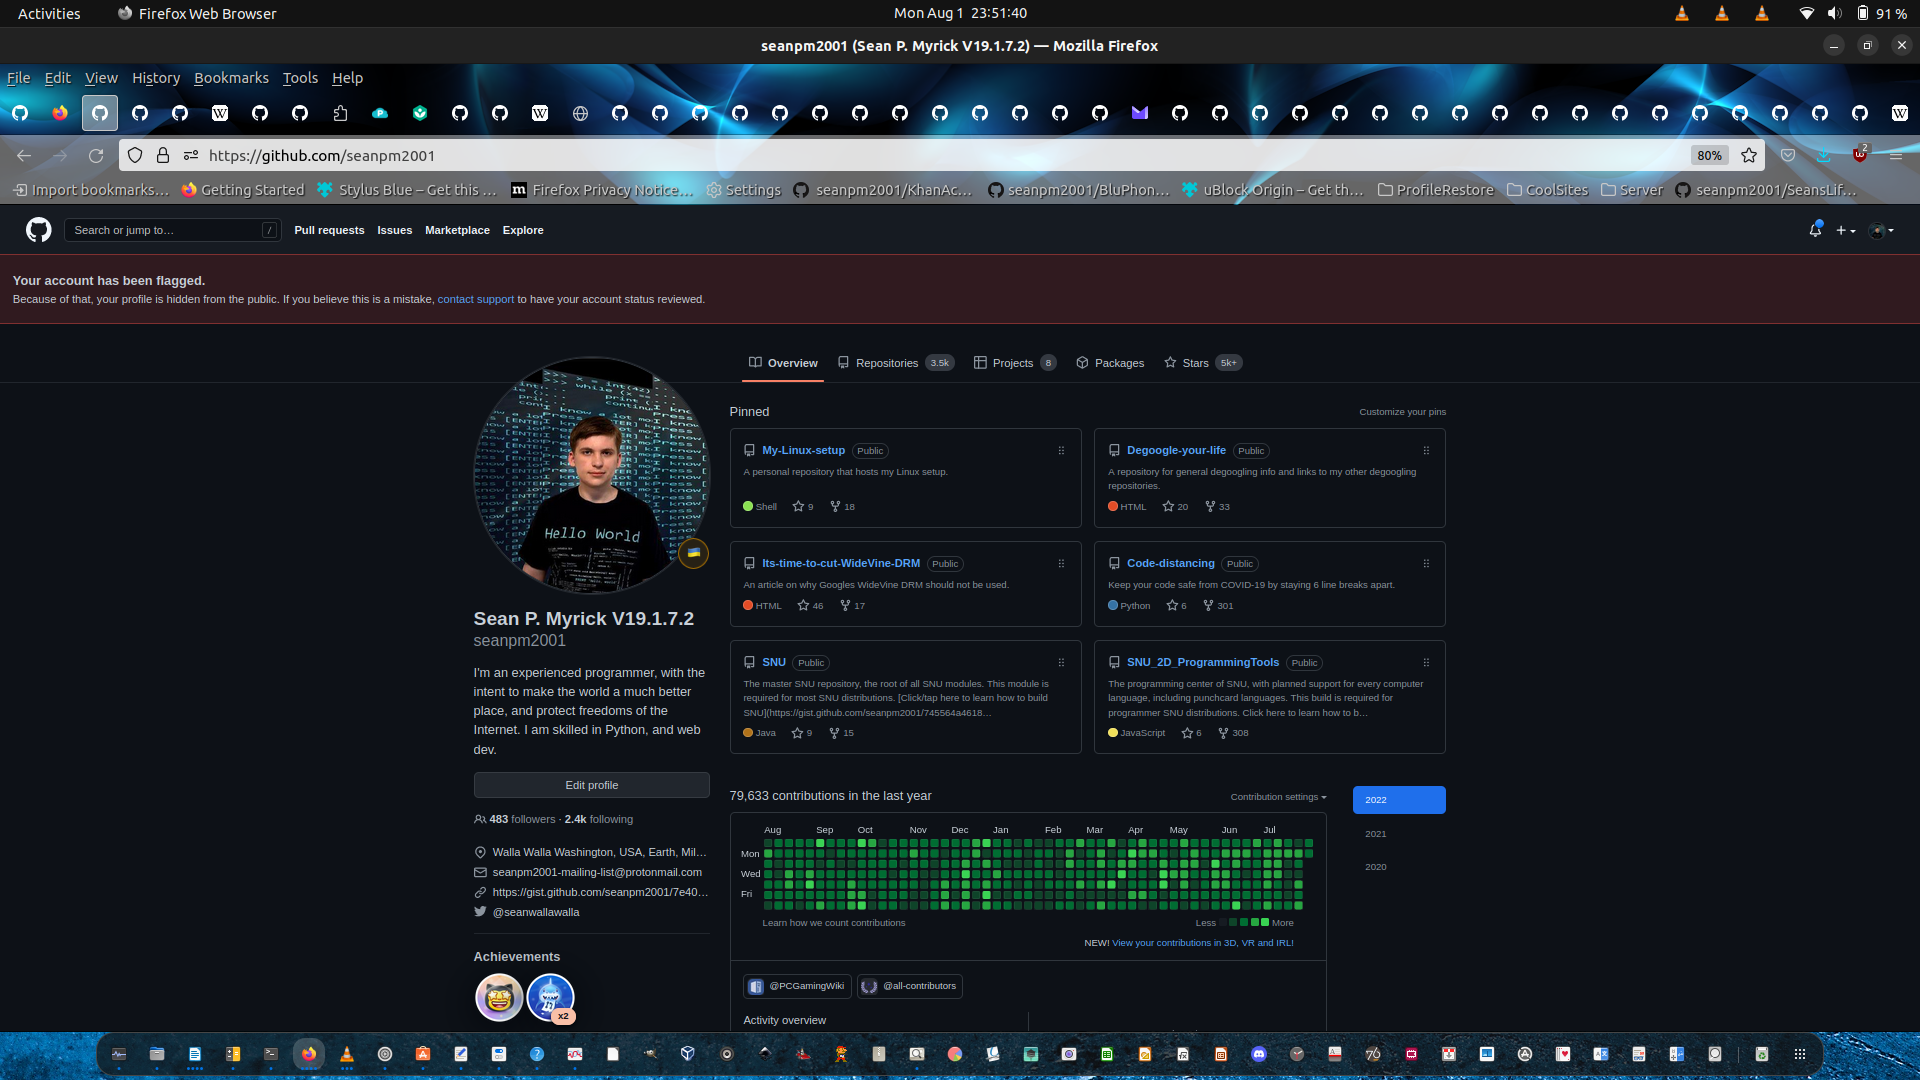 Activities
Firefox Web Browser
Mon Aug 1 23:51:40
91 %
seanpm2001 (Sean P. Myrick V19.1.7.2) — Mozilla Firefox
File Edit View History Bookmarks Tools Help
https://github.com/seanpm2001
80%
2
Import bookmarks…
Getting Started
Stylus Blue – Get this …
Firefox Privacy Notice…
Settings
seanpm2001/KhanAc…
seanpm2001/BluPhon…
uBlock Origin – Get th…
ProfileRestore
CoolSites
Server
seanpm2001/SeansLif…
Search or jump to…
/
Pull requests
Issues
Marketplace
Explore
Your account has been flagged.
Because of that, your profile is hidden from the public. If you believe this is a mistake, contact support to have your account status reviewed.
Overview
Repositories 3.5k
Projects 8
Packages
Stars 5k+
Hello World
Sean P. Myrick V19.1.7.2
seanpm2001
I'm an experienced programmer, with the
intent to make the world a much better
place, and protect freedoms of the
Internet. I am skilled in Python, and web
dev.
Edit profile
483 followers · 2.4k following
Walla Walla Washington, USA, Earth, Mil…
seanpm2001-mailing-list@protonmail.com
https://gist.github.com/seanpm2001/7e40…
@seanwallawalla
Achievements
x2
Pinned
Customize your pins
My-Linux-setup Public
A personal repository that hosts my Linux setup.
Shell 9 18
Degoogle-your-life Public
A repository for general degoogling info and links to my other degoogling
repositories.
HTML 20 33
Its-time-to-cut-WideVine-DRM Public
An article on why Googles WideVine DRM should not be used.
HTML 46 17
Code-distancing Public
Keep your code safe from COVID-19 by staying 6 line breaks apart.
Python 6 301
SNU Public
The master SNU repository, the root of all SNU modules. This module is
required for most SNU distributions. [Click/tap here to learn how to build
SNU](https://gist.github.com/seanpm2001/745564a4618…
Java 9 15
SNU_2D_ProgrammingTools Public
The programming center of SNU, with planned support for every computer
language, including punchcard languages. This build is required for
programmer SNU distributions. Click here to learn how to b…
JavaScript 6 308
79,633 contributions in the last year
Contribution settings
2022
2021
2020
Aug Sep Oct Nov Dec Jan Feb Mar Apr May Jun Jul
Mon
Wed
Fri
Learn how we count contributions
Less More
NEW! View your contributions in 3D, VR and IRL!
@PCGamingWiki
@all-contributors
Activity overview